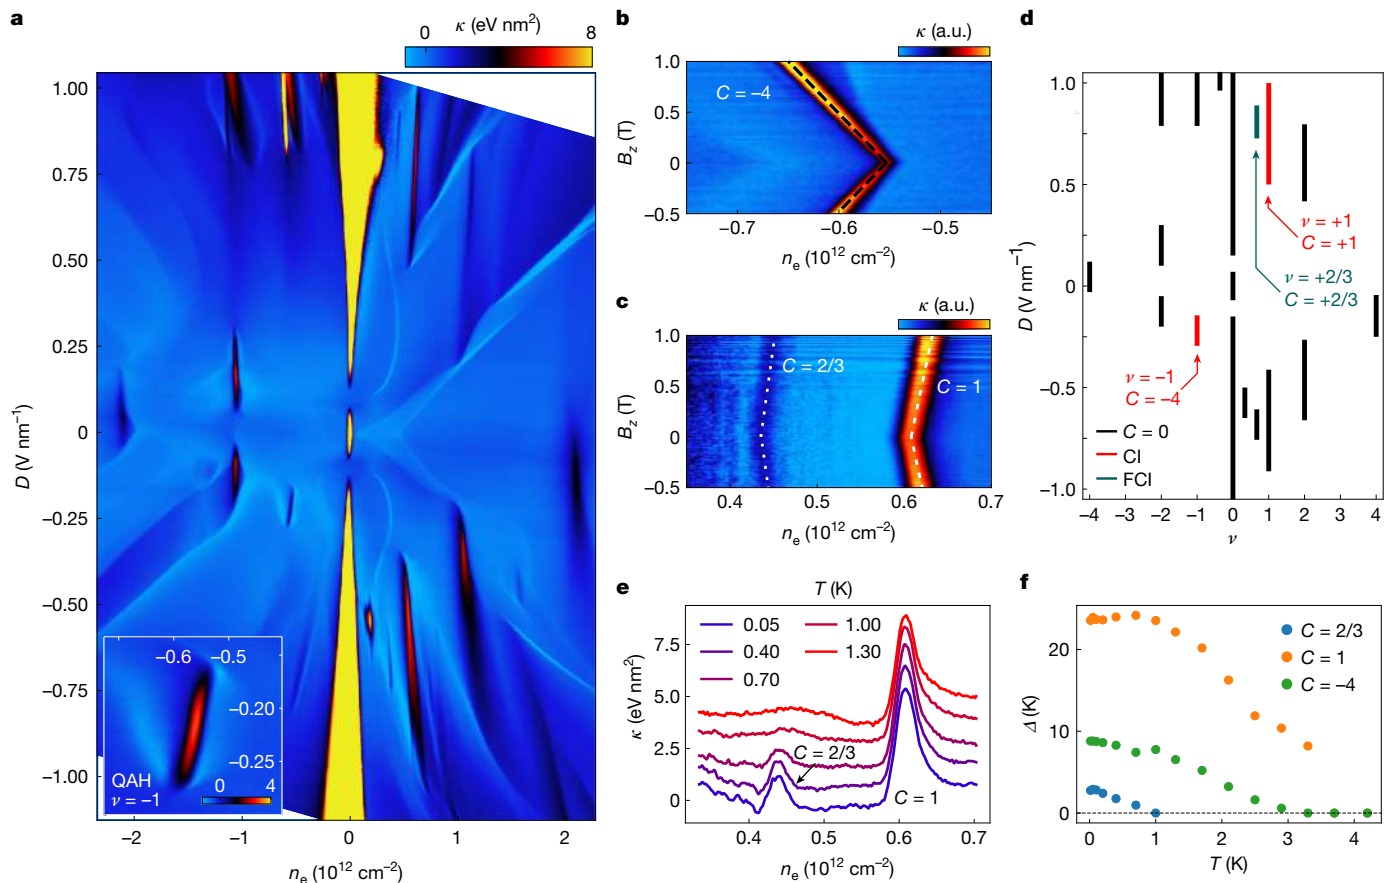 a
κ (eV nm2)
0
8
1.00
0.75
0.50
0.25
0
−0.25
−0.50
−0.75
−1.00
D (V nm−1)
−0.6
−0.5
−0.20
−0.25
QAH
ν = −1
0
4
−2
−1
0
1
2
ne (1012 cm−2)
b
κ (a.u.)
C = −4
1.0
0.5
0
−0.5
Bz (T)
−0.7
−0.6
−0.5
ne (1012 cm−2)
c
κ (a.u.)
C = 2/3
C = 1
1.0
0.5
0
−0.5
Bz (T)
0.4
0.5
0.6
0.7
ne (1012 cm−2)
d
1.0
0.5
0
−0.5
−1.0
D (V nm−1)
ν = +1
C = +1
ν = +2/3
C = +2/3
ν = −1
C = −4
C = 0
CI
FCI
−4
−3
−2
−1
0
1
2
3
4
ν
e
T (K)
0.05
0.40
0.70
1.00
1.30
7.5
5.0
2.5
0
κ (eV nm2)
C = 2/3
C = 1
0.4
0.5
0.6
0.7
ne (1012 cm−2)
f
20
10
0
Δ (K)
C = 2/3
C = 1
C = −4
0
1
2
3
4
T (K)